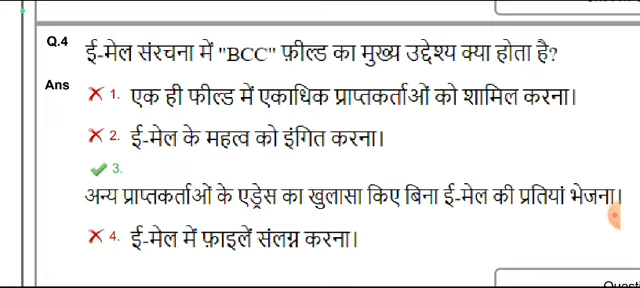 Q.4 ई-मेल संरचना में "BCC" फ़ील्ड का मुख्य उद्देश्य क्या होता है?
Ans 1. एक ही फील्ड में एकाधिक प्राप्तकर्ताओं को शामिल करना।
2. ई-मेल के महत्व को इंगित करना।
3.
अन्य प्राप्तकर्ताओं के एड्रेस का खुलासा किए बिना ई-मेल की प्रतियां भेजना।
4. ई-मेल में फ़ाइलें संलग्न करना।